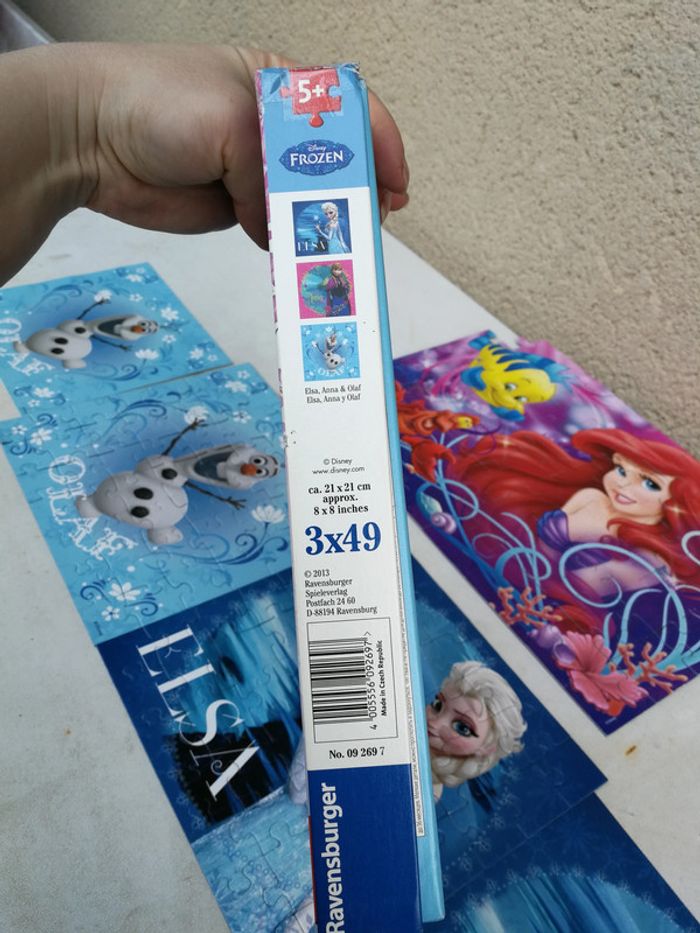 5+
Disney
FROZEN
ELSA
OLAF
Elsa, Anna & Olaf
Elsa, Anna y Olaf
© Disney
www.disney.com
ca. 21 x 21 cm
approx.
8 x 8 inches
3x49
© 2013
Ravensburger
Spieleverlag
Postfach 24 60
D-88194 Ravensburg
4 005556 092697 >
Made in Czech Republic
No. 09 269 7
Ravensburger
OLAF
OLAF
ELSA